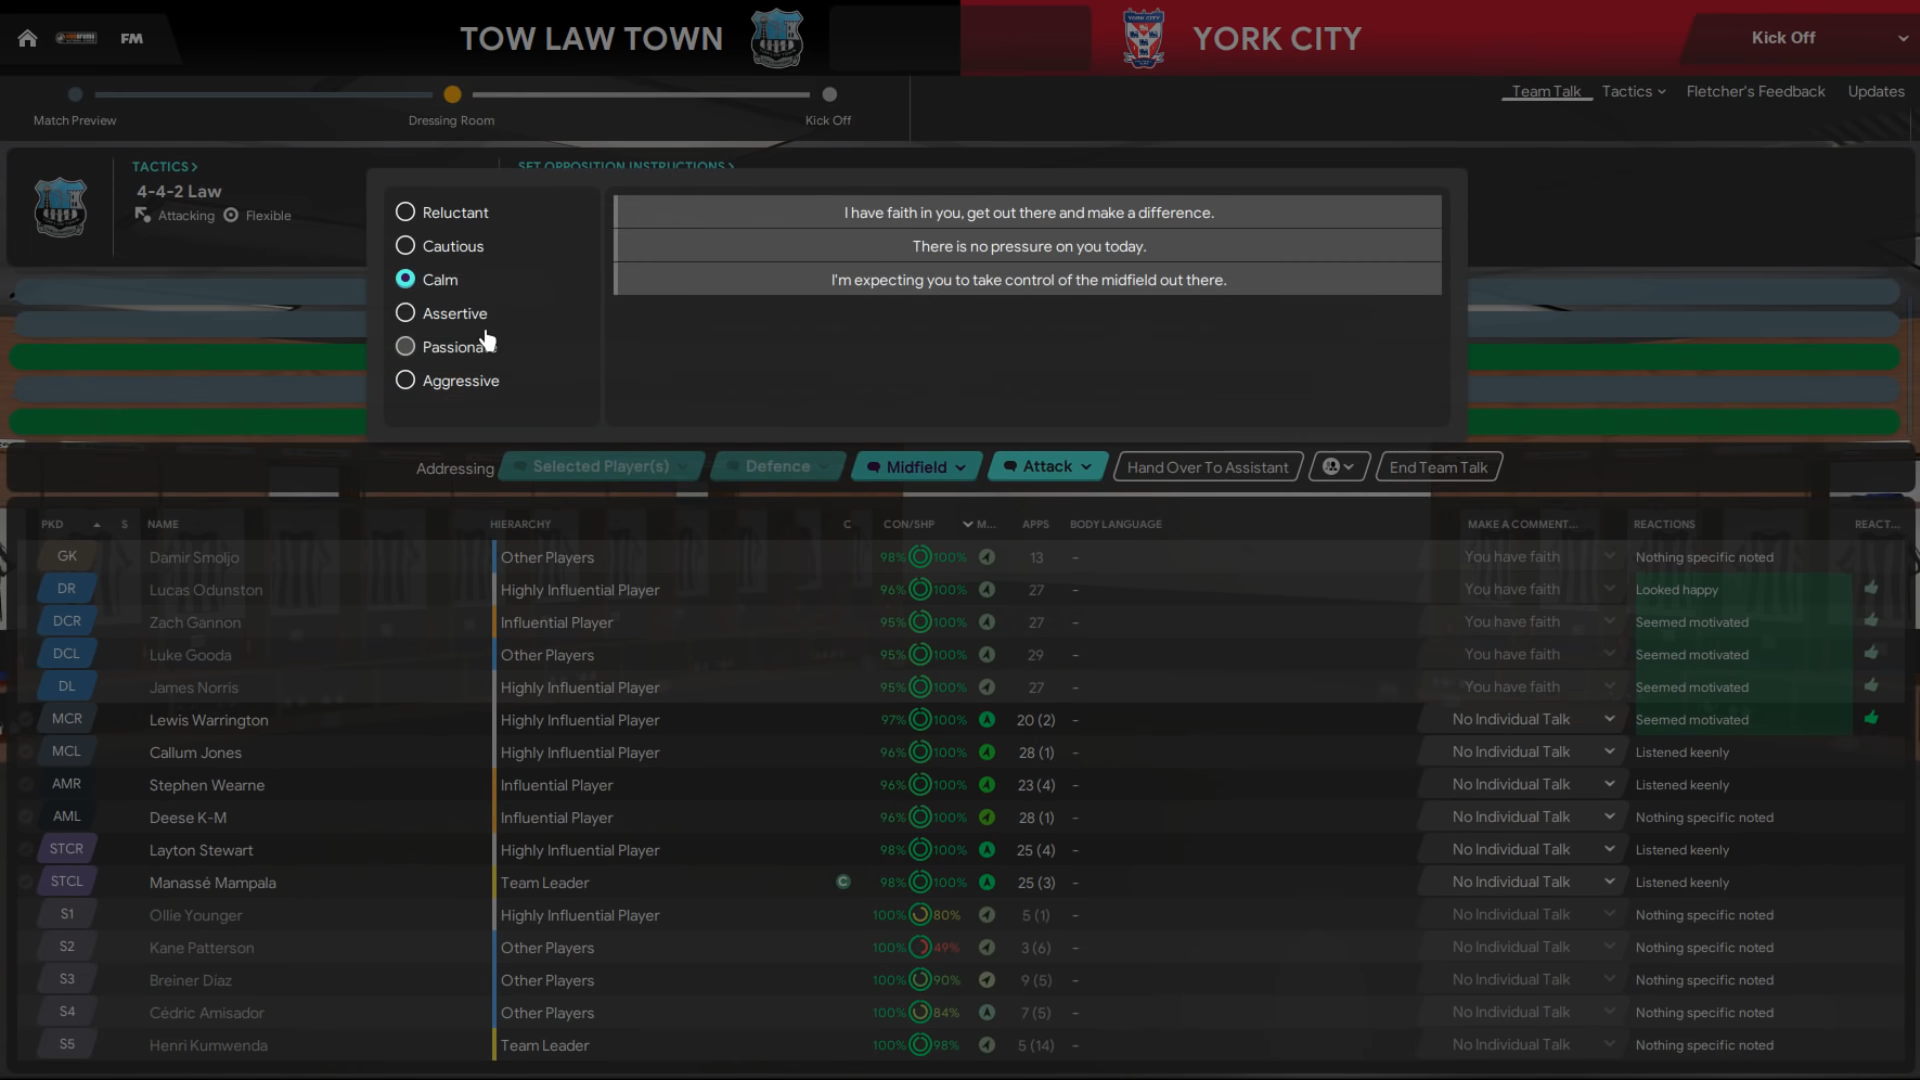 FM
TOW LAW TOWN
YORK CITY
Kick Off
Match Preview
Dressing Room
Kick Off
Team Talk Tactics Fletcher's Feedback Updates
TACTICS >
4-4-2 Law
Attacking Flexible
SET OPPOSITION INSTRUCTIONS >
Reluctant
Cautious
Calm
Assertive
Passionate
Aggressive
I have faith in you, get out there and make a difference.
There is no pressure on you today.
I'm expecting you to take control of the midfield out there.
Addressing Selected Player(s) Defence Midfield Attack Hand Over To Assistant End Team Talk
PKD S NAME HIERARCHY C CON/SHP M... APPS BODY LANGUAGE MAKE A COMMENT... REACTIONS REACT...
GK Damir Smoljo Other Players 98% 100% 13 - You have faith Nothing specific noted
DR Lucas Odunston Highly Influential Player 96% 100% 27 - You have faith Looked happy
DCR Zach Gannon Influential Player 95% 100% 27 - You have faith Seemed motivated
DCL Luke Gooda Other Players 95% 100% 29 - You have faith Seemed motivated
DL James Norris Highly Influential Player 95% 100% 27 - You have faith Seemed motivated
MCR Lewis Warrington Highly Influential Player 97% 100% 20 (2) - No Individual Talk Seemed motivated
MCL Callum Jones Highly Influential Player 96% 100% 28 (1) - No Individual Talk Listened keenly
AMR Stephen Wearne Influential Player 96% 100% 23 (4) - No Individual Talk Listened keenly
AML Deese K-M Influential Player 96% 100% 28 (1) - No Individual Talk Nothing specific noted
STCR Layton Stewart Highly Influential Player 98% 100% 25 (4) - No Individual Talk Listened keenly
STCL Manassé Mampala Team Leader C 98% 100% 25 (3) - No Individual Talk Listened keenly
S1 Ollie Younger Highly Influential Player 100% 80% 5 (1) - No Individual Talk Nothing specific noted
S2 Kane Patterson Other Players 100% 49% 3 (6) - No Individual Talk Nothing specific noted
S3 Breiner Díaz Other Players 100% 90% 9 (5) - No Individual Talk Nothing specific noted
S4 Cédric Amisador Other Players 100% 84% 7 (5) - No Individual Talk Nothing specific noted
S5 Henri Kumwenda Team Leader 100% 98% 5 (14) - No Individual Talk Nothing specific noted